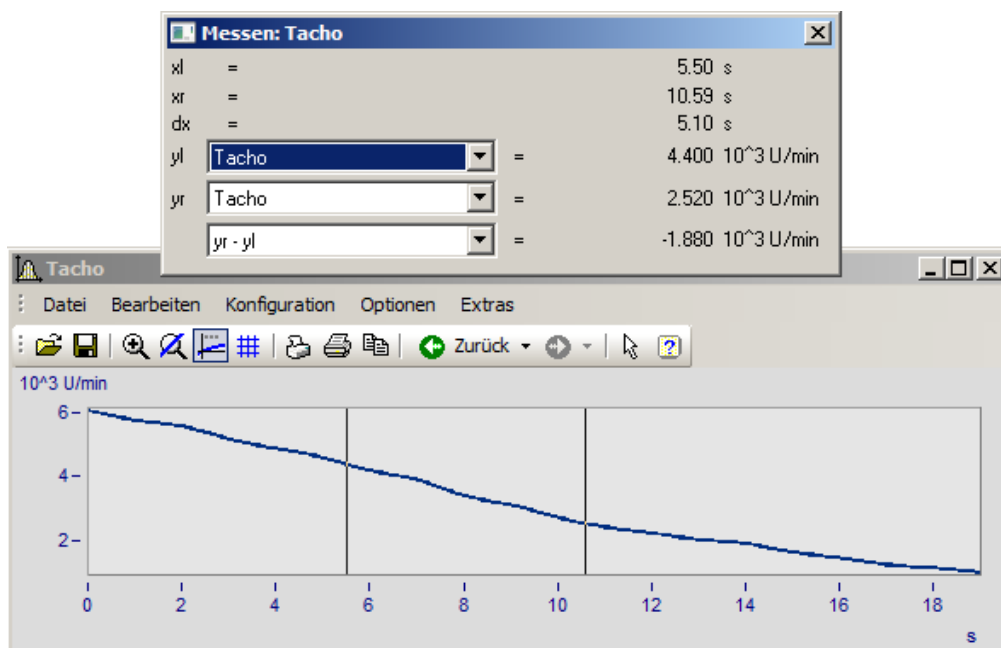 Messen: Tacho
xl = 5.50 s
xr = 10.59 s
dx = 5.10 s
yl Tacho = 4.400 10^3 U/min
yr Tacho = 2.520 10^3 U/min
yr - yl = -1.880 10^3 U/min
Tacho
Datei Bearbeiten Konfiguration Optionen Extras
Zurück
10^3 U/min
6
4
2
0 2 4 6 8 10 12 14 16 18
s